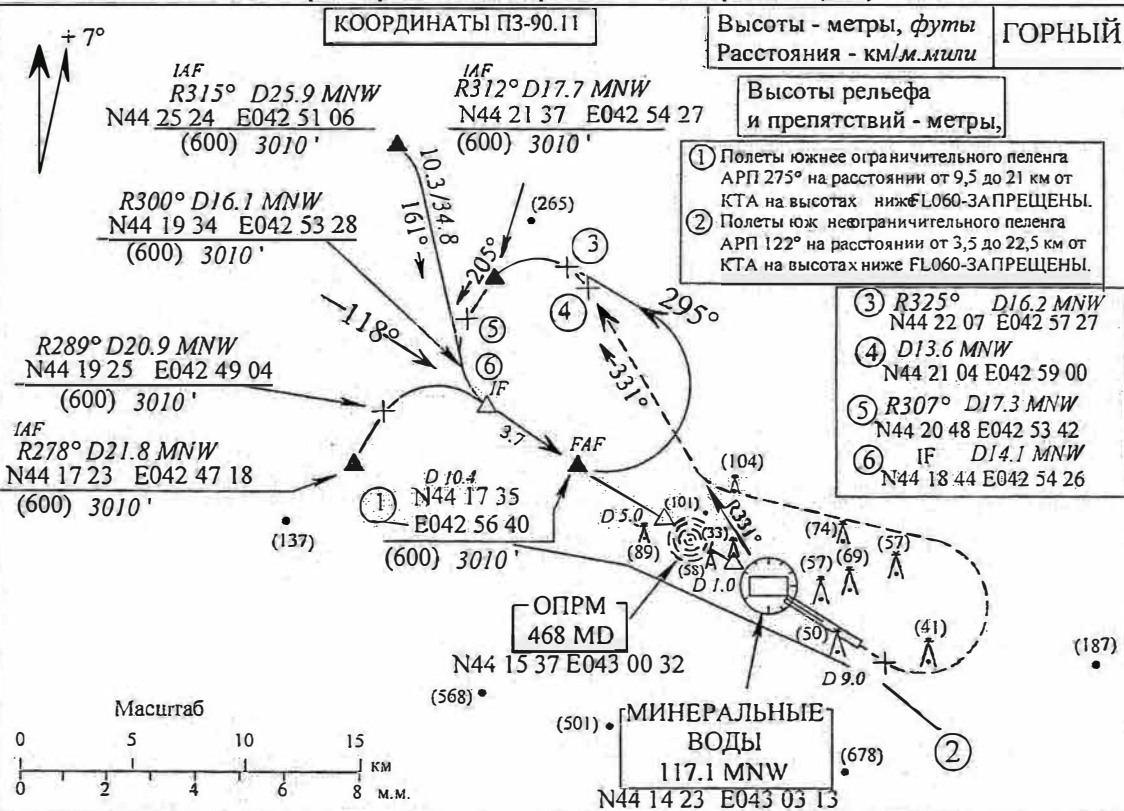 КООРДИНАТЫ ПЗ-90.11
Высоты - метры, футы
Расстояния - км/м.мили
ГОРНЫЙ
+ 7°
IAF
R315° D25.9 MNW
N44 25 24 E042 51 06
(600) 3010 '
IAF
R312° D17.7 MNW
N44 21 37 E042 54 27
(600) 3010 '
Высоты рельефа
и препятствий - метры,
① Полеты южнее ограничительного пеленга
АРП 275° на расстоянии от 9,5 до 21 км от
КТА на высотах ниже FL060-ЗАПРЕЩЕНЫ.
② Полеты юж нее ограничительного пеленга
АРП 122° на расстоянии от 3,5 до 22,5 км от
КТА на высотах ниже FL060-ЗАПРЕЩЕНЫ.
R300° D16.1 MNW
N44 19 34 E042 53 28
(600) 3010 '
10.3/34.8
161°
205°
(265)
③
④
⑤
⑥
IF
118°
295°
331°
③ R325° D16.2 MNW
N44 22 07 E042 57 27
④ D13.6 MNW
N44 21 04 E042 59 00
⑤ R307° D17.3 MNW
N44 20 48 E042 53 42
⑥ IF D14.1 MNW
N44 18 44 E042 54 26
R289° D20.9 MNW
N44 19 25 E042 49 04
(600) 3010 '
IAF
R278° D21.8 MNW
N44 17 23 E042 47 18
(600) 3010 '
3.7
FAF
①
D 10.4
N44 17 35
E042 56 40
(600) 3010 '
(137)
D 5.0
(101)
(104)
R331°
(89)
(33)
(58)
D 1.0
(74)
(57)
(69)
(57)
(50)
(41)
(187)
D 9.0
②
ОПРМ
468 MD
N44 15 37 E043 00 32
(568)
(501)
(678)
МИНЕРАЛЬНЫЕ
ВОДЫ
117.1 MNW
N44 14 23 E043 03 13
Масштаб
0 5 10 15
км
0 2 4 6 8 м.м.